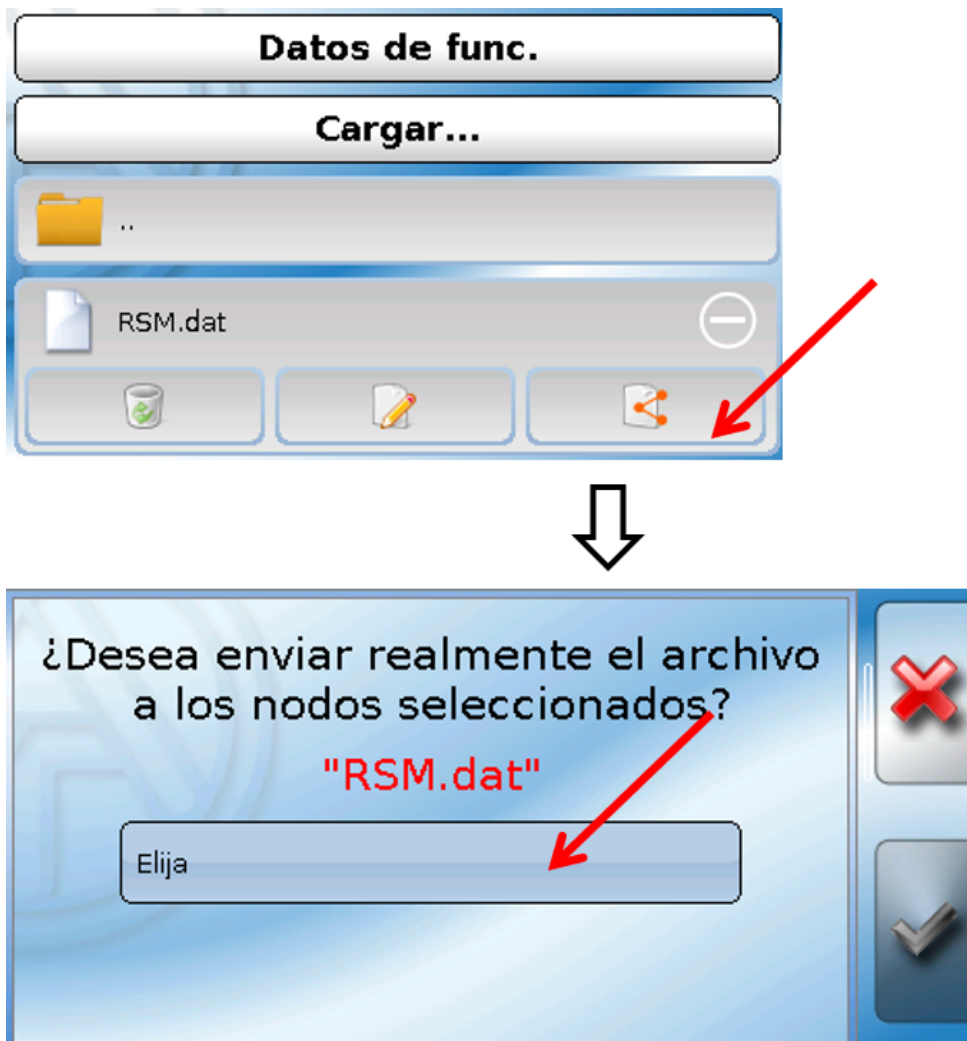 Datos de func.
Cargar...
..
RSM.dat
¿Desea enviar realmente el archivo
a los nodos seleccionados?
"RSM.dat"
Elija